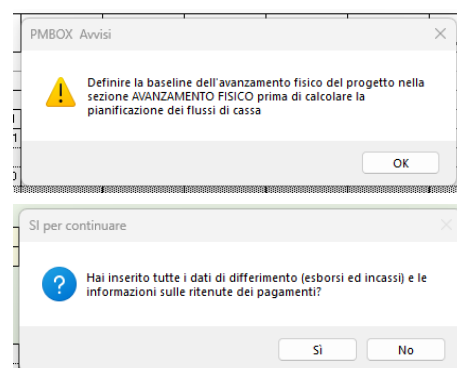 PMBOX Avvisi
Definire la baseline dell'avanzamento fisico del progetto nella
sezione AVANZAMENTO FISICO prima di calcolare la
pianificazione dei flussi di cassa
OK
SI per continuare
Hai inserito tutte i dati di differimento (esborsi ed incassi) e le
informazioni sulle ritenute dei pagamenti?
Sì
No